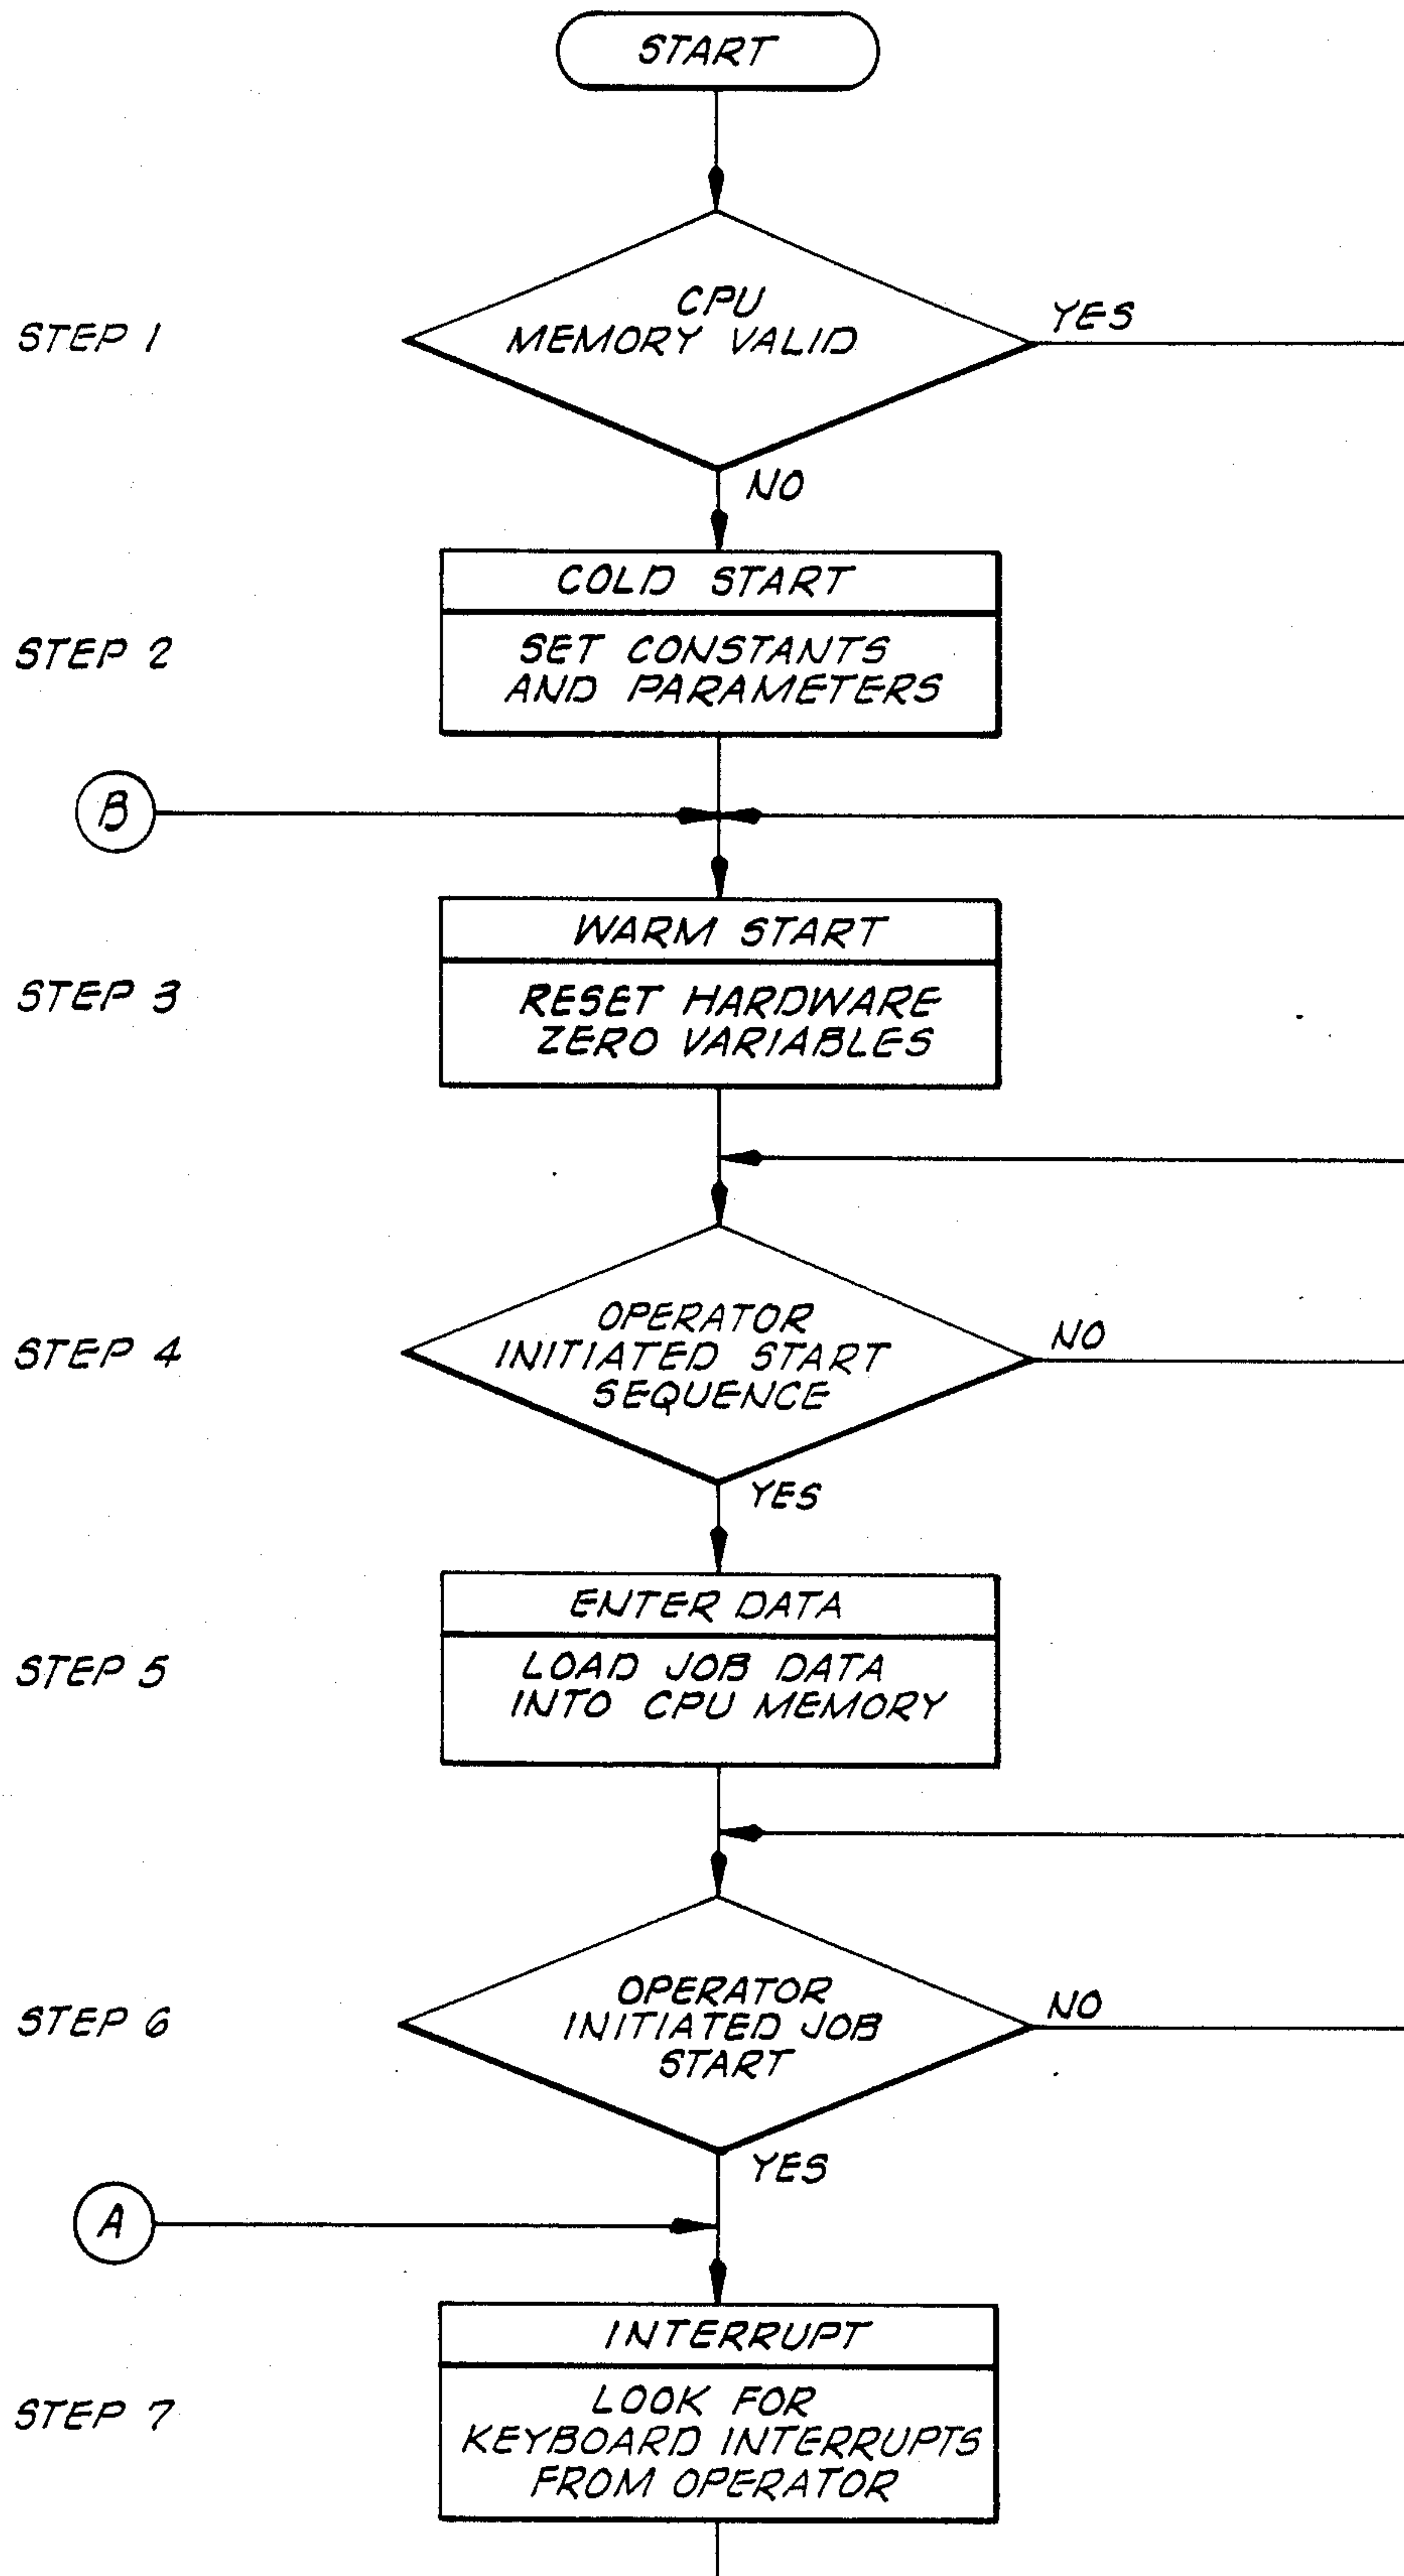 START
CPU
STEP 1
MEMORY VALID
YES
NO
COLD START
STEP 2
SET CONSTANTS
AND PARAMETERS
B
WARM START
STEP 3
RESET HARDWARE
ZERO VARIABLES
STEP 4
OPERATOR
INITIATED START
SEQUENCE
NO
YES
ENTER DATA
STEP 5
LOAD JOB DATA
INTO CPU MEMORY
STEP 6
OPERATOR
INITIATED JOB
START
NO
YES
A
INTERRUPT
STEP 7
LOOK FOR
KEYBOARD INTERRUPTS
FROM OPERATOR